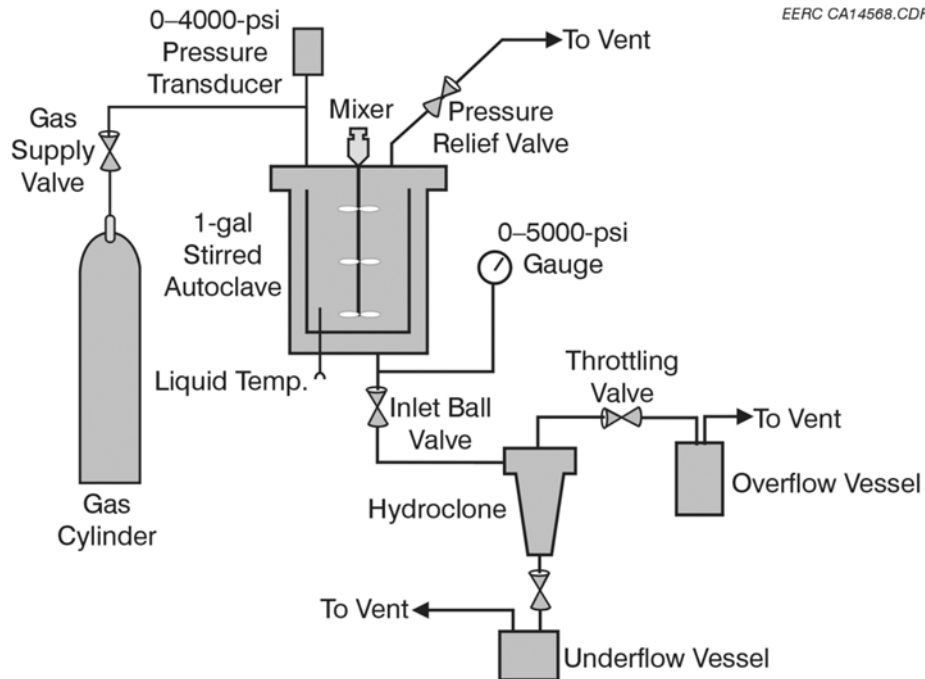 EERC CA14568.CDR
0–4000-psi
Pressure
Transducer
To Vent
Mixer
Pressure
Relief Valve
Gas
Supply
Valve
1-gal
Stirred
Autoclave
0–5000-psi
Gauge
Liquid Temp.
Inlet Ball
Valve
Throttling
Valve
To Vent
Hydroclone
Overflow Vessel
Gas
Cylinder
To Vent
Underflow Vessel